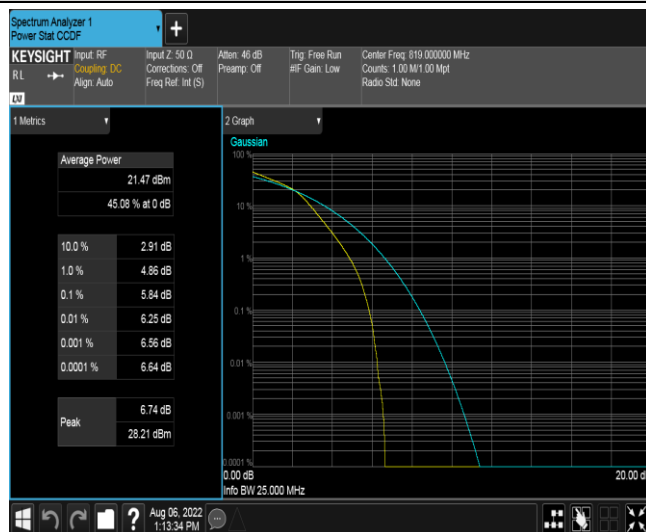 Spectrum Analyzer 1
Power Stat CCDF
+
KEYSIGHT Input: RF Input Z: 50 Ω Atten: 46 dB Trig: Free Run Center Freq: 819.000000 MHz
RL Coupling: DC Corrections: Off Preamp: Off #IF Gain: Low Counts: 1.00 M/1.00 Mpt
Align: Auto Freq Ref: Int (S) Radio Std: None
LXI
1 Metrics
Average Power
21.47 dBm
45.08 % at 0 dB
10.0 % 2.91 dB
1.0 % 4.86 dB
0.1 % 5.84 dB
0.01 % 6.25 dB
0.001 % 6.56 dB
0.0001 % 6.64 dB
Peak 6.74 dB
28.21 dBm
2 Graph
Gaussian
100 %
10 %
1 %
0.1 %
0.01 %
0.001 %
0.0001 %
0.00 dB 20.00 d
Info BW 25.000 MHz
? Aug 06, 2022
1:13:34 PM